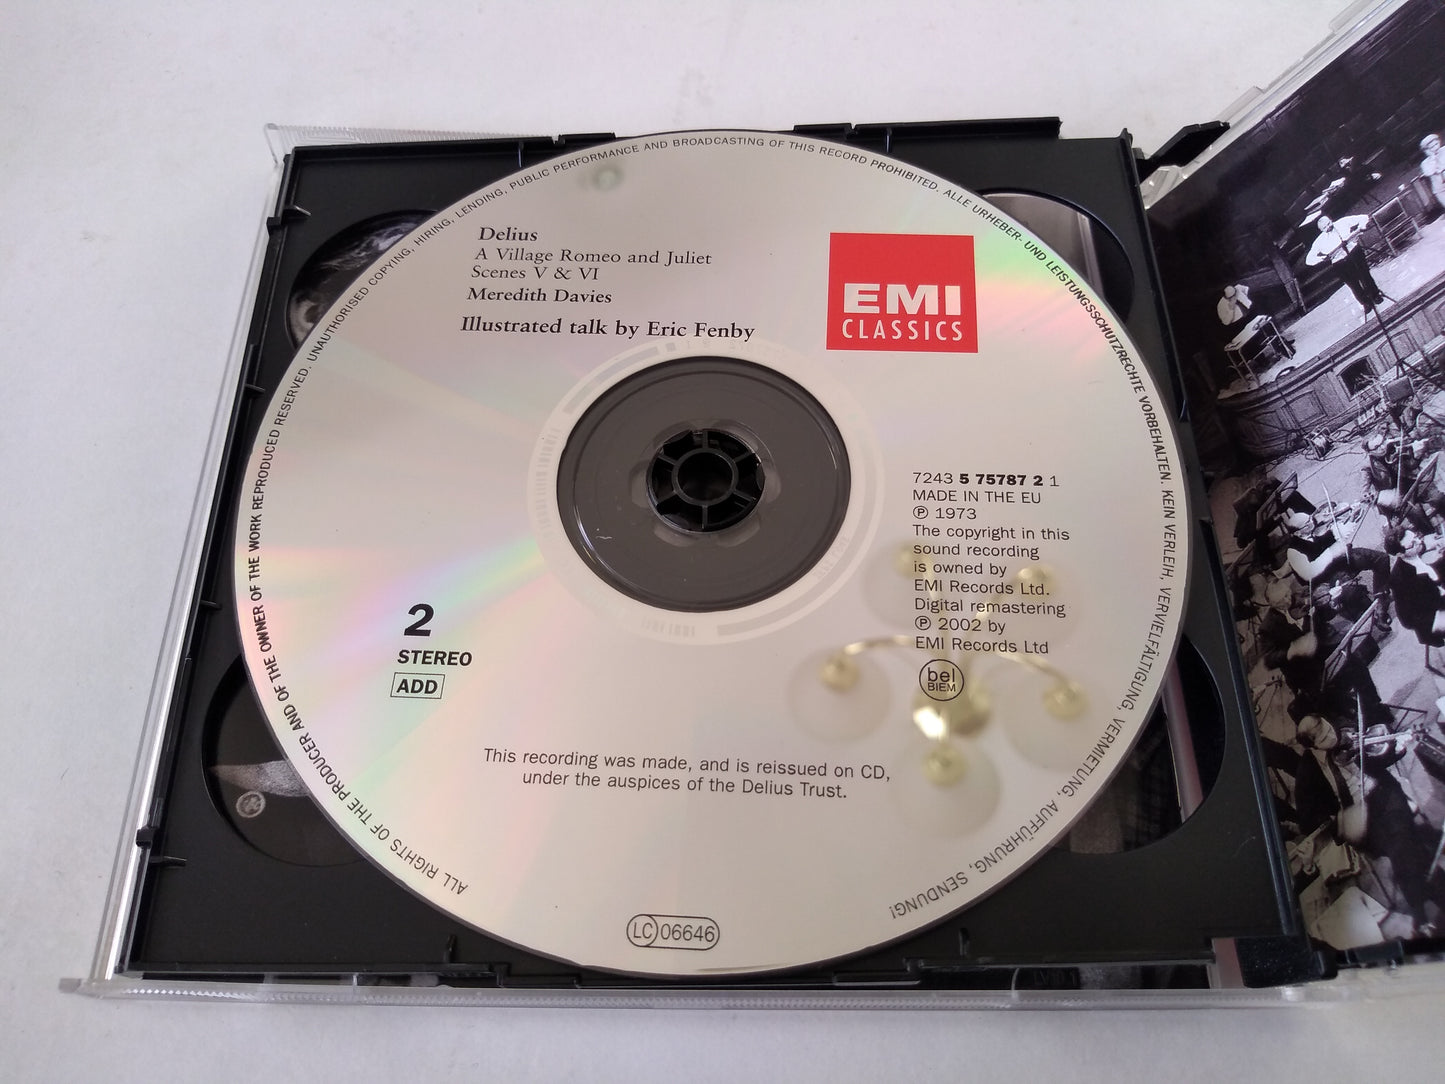 ALL RIGHTS OF THE PRODUCER AND OF THE OWNER OF THE WORK REPRODUCED RESERVED. UNAUTHORISED COPYING, HIRING, LENDING, PUBLIC PERFORMANCE AND BROADCASTING OF THIS RECORD PROHIBITED. ALLE URHEBER- UND LEISTUNGSSCHUTZRECHTE VORBEHALTEN. KEIN VERLEIH, VERVIELFÄLTIGUNG, VERMIETUNG, AUFFÜHRUNG, SENDUNG!
Delius
A Village Romeo and Juliet
Scenes V & VI
Meredith Davies
Illustrated talk by Eric Fenby
EMI
CLASSICS
7243 5 75787 2 1
MADE IN THE EU
℗ 1973
The copyright in this
sound recording
is owned by
EMI Records Ltd.
Digital remastering
℗ 2002 by
EMI Records Ltd
bel
BIEM
2
STEREO
ADD
This recording was made, and is reissued on CD,
under the auspices of the Delius Trust.
LC 06646